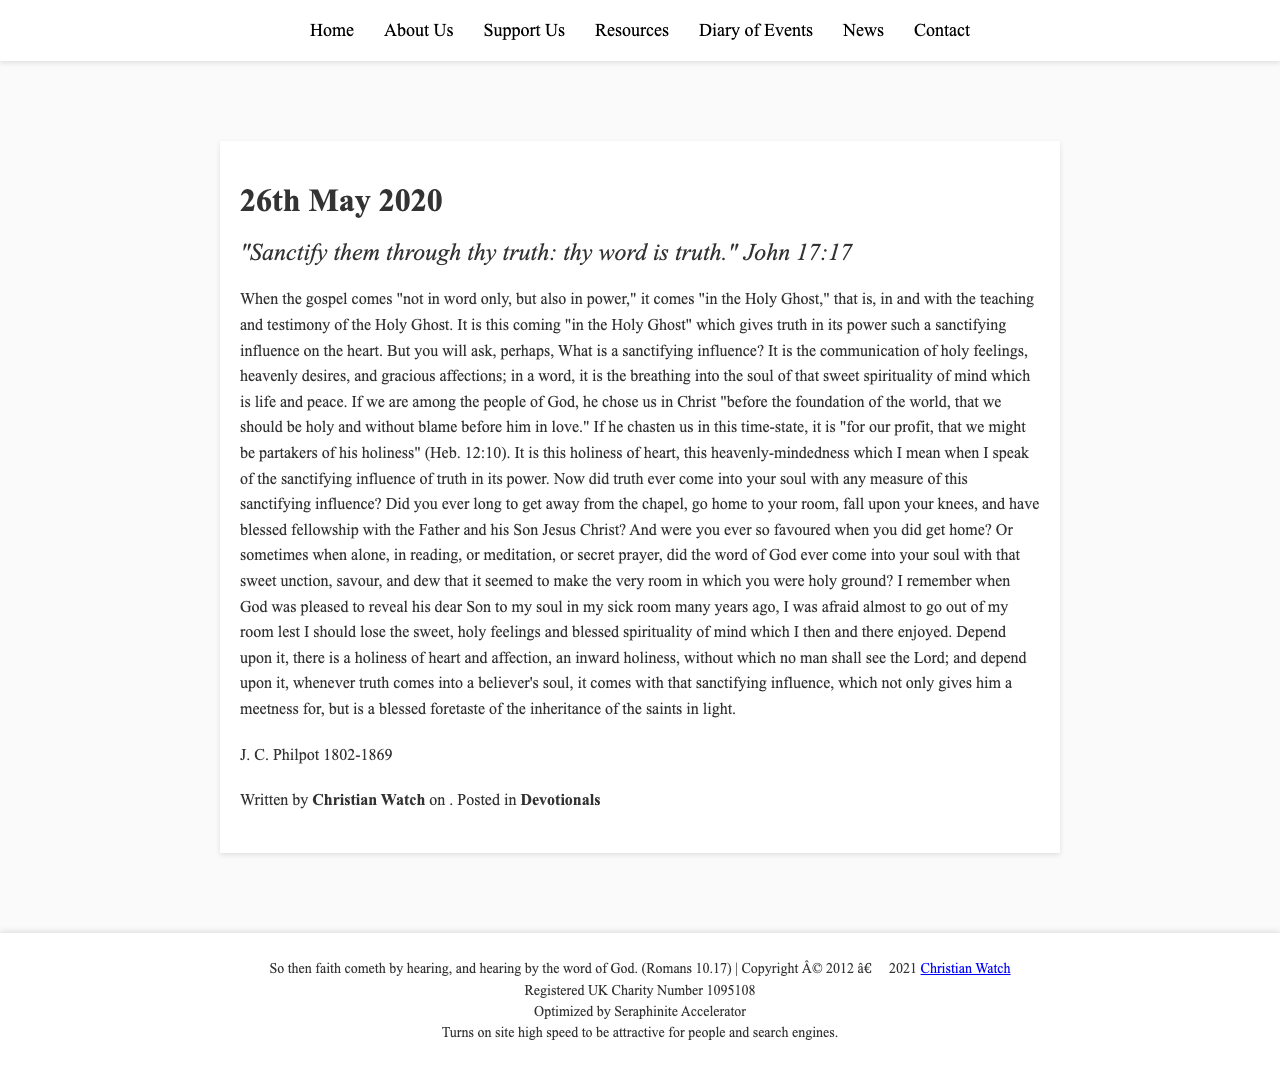 Home About Us Support Us Resources Diary of Events News Contact
26th May 2020
"Sanctify them through thy truth: thy word is truth." John 17:17
When the gospel comes "not in word only, but also in power," it comes "in the Holy Ghost," that is, in and with the teaching
and testimony of the Holy Ghost. It is this coming "in the Holy Ghost" which gives truth in its power such a sanctifying
influence on the heart. But you will ask, perhaps, What is a sanctifying influence? It is the communication of holy feelings,
heavenly desires, and gracious affections; in a word, it is the breathing into the soul of that sweet spirituality of mind which
is life and peace. If we are among the people of God, he chose us in Christ "before the foundation of the world, that we
should be holy and without blame before him in love." If he chasten us in this time-state, it is "for our profit, that we might
be partakers of his holiness" (Heb. 12:10). It is this holiness of heart, this heavenly-mindedness which I mean when I speak
of the sanctifying influence of truth in its power. Now did truth ever come into your soul with any measure of this
sanctifying influence? Did you ever long to get away from the chapel, go home to your room, fall upon your knees, and have
blessed fellowship with the Father and his Son Jesus Christ? And were you ever so favoured when you did get home? Or
sometimes when alone, in reading, or meditation, or secret prayer, did the word of God ever come into your soul with that
sweet unction, savour, and dew that it seemed to make the very room in which you were holy ground? I remember when
God was pleased to reveal his dear Son to my soul in my sick room many years ago, I was afraid almost to go out of my
room lest I should lose the sweet, holy feelings and blessed spirituality of mind which I then and there enjoyed. Depend
upon it, there is a holiness of heart and affection, an inward holiness, without which no man shall see the Lord; and depend
upon it, whenever truth comes into a believer's soul, it comes with that sanctifying influence, which not only gives him a
meetness for, but is a blessed foretaste of the inheritance of the saints in light.
J. C. Philpot 1802-1869
Written by Christian Watch on . Posted in Devotionals
So then faith cometh by hearing, and hearing by the word of God. (Romans 10.17) | Copyright Â© 2012 â€ 2021 Christian Watch
Registered UK Charity Number 1095108
Optimized by Seraphinite Accelerator
Turns on site high speed to be attractive for people and search engines.